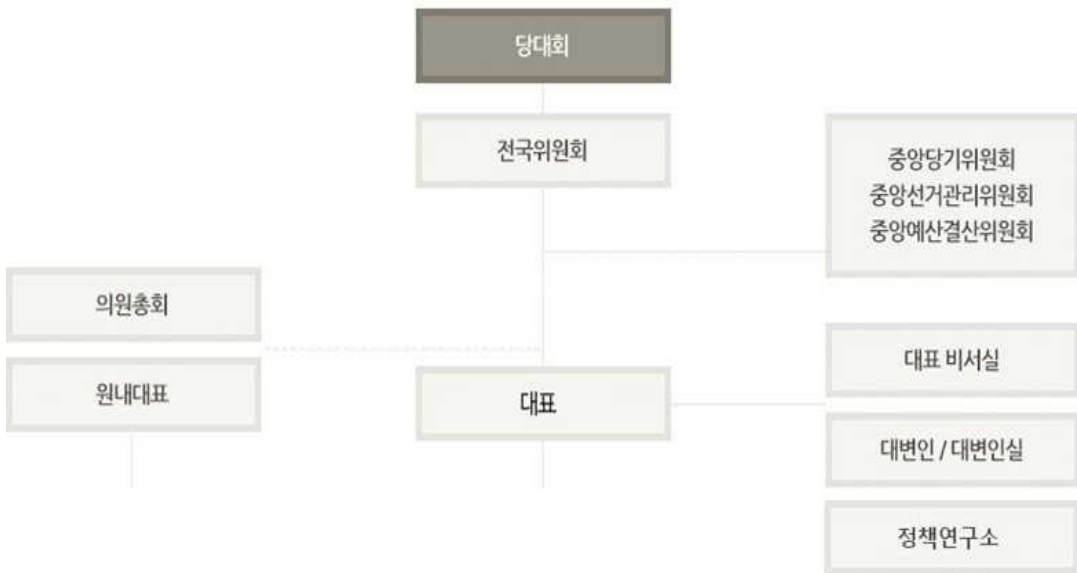 당대회
전국위원회
중앙당기위원회
중앙선거관리위원회
중앙예산결산위원회
의원총회
원내대표
대표
대표 비서실
대변인 / 대변인실
정책연구소